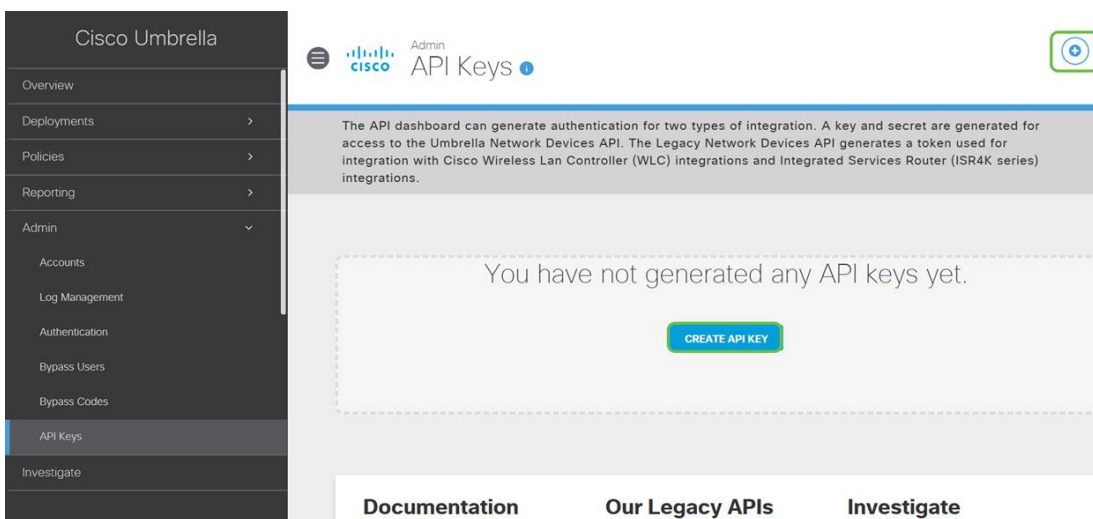 Cisco Umbrella
Overview
Deployments
Policies
Reporting
Admin
Accounts
Log Management
Authentication
Bypass Users
Bypass Codes
API Keys
Investigate
CISCO
Admin
API Keys
The API dashboard can generate authentication for two types of integration. A key and secret are generated for
access to the Umbrella Network Devices API. The Legacy Network Devices API generates a token used for
integration with Cisco Wireless Lan Controller (WLC) integrations and Integrated Services Router (ISR4K series)
integrations.
You have not generated any API keys yet.
CREATE API KEY
Documentation
Our Legacy APIs
Investigate